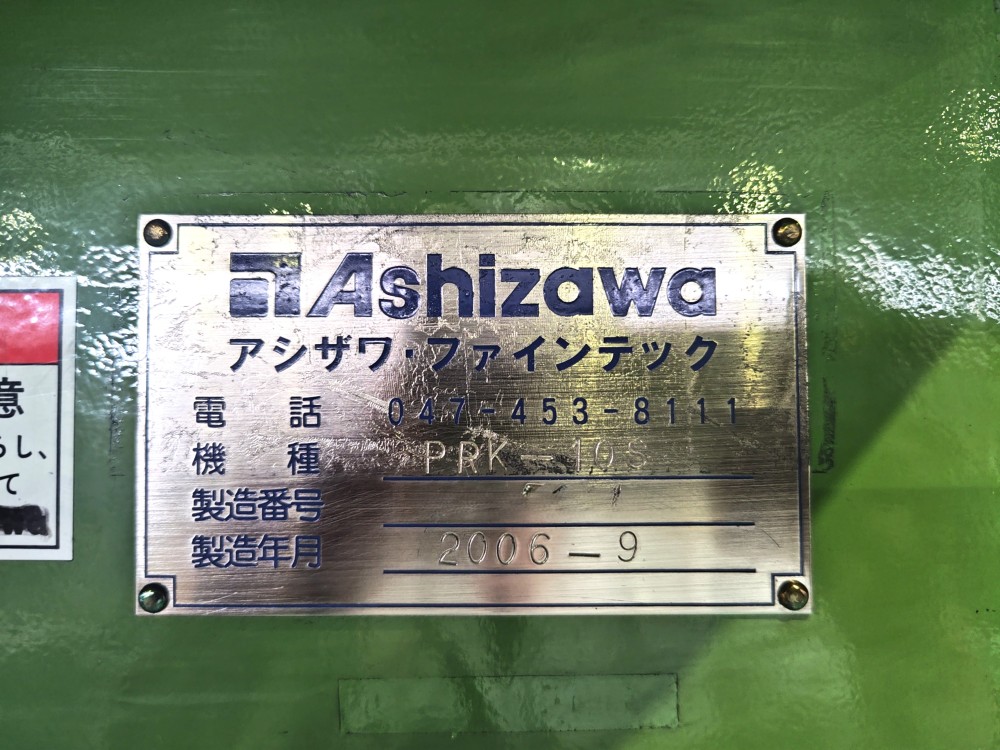 Ashizawa
アシザワ・ファインテック
電話 047-453-8111
機種 PRK-10S
製造番号
製造年月 2006-9
意
らし、
て